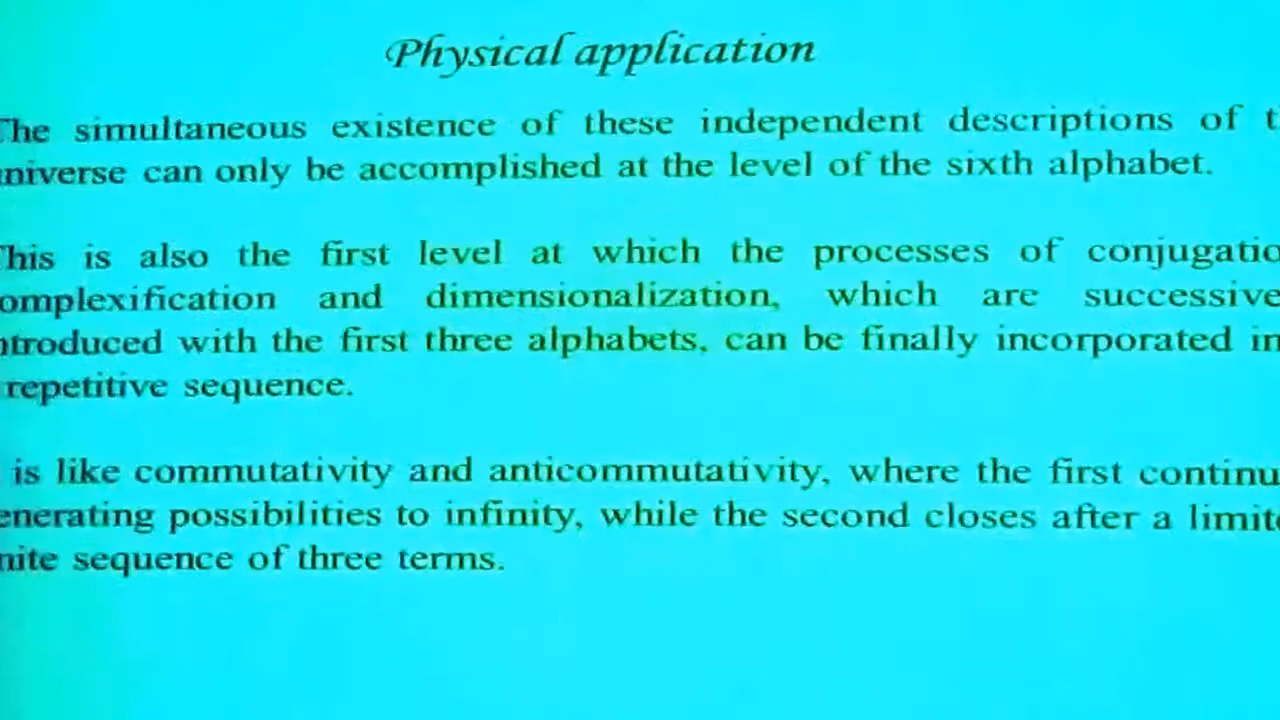 Physical application
The simultaneous existence of these independent descriptions of t
niverse can only be accomplished at the level of the sixth alphabet.
This is also the first level at which the processes of conjugatio
omplexification and dimensionalization, which are successive
ntroduced with the first three alphabets, can be finally incorporated in
repetitive sequence.
is like commutativity and anticommutativity, where the first continu
enerating possibilities to infinity, while the second closes after a limite
nite sequence of three terms.